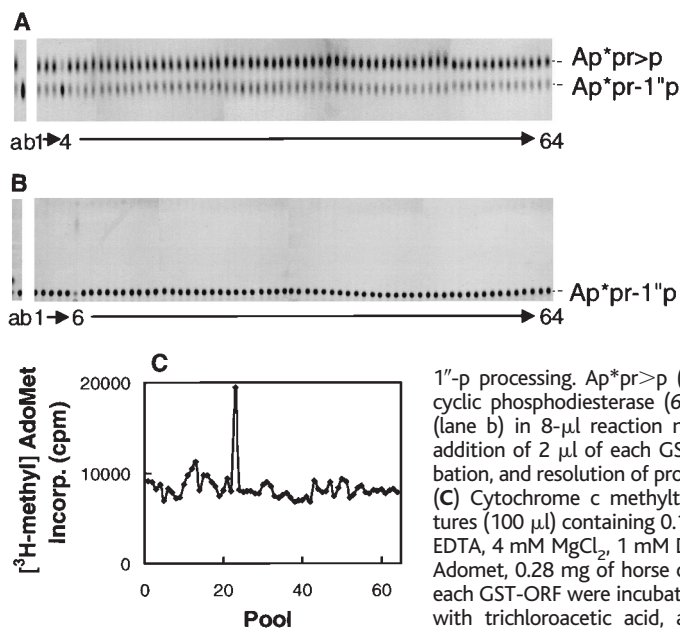 A
Ap*pr>p
Ap*pr-1"p
ab1 4 64
B
Ap*pr-1"p
ab1 6 64
C
[³H-methyl] AdoMet
Incorp. (cpm)
20000
10000
0
0 20 40 60
Pool
1″-p processing. Ap*pr>p (
cyclic phosphodiesterase (6
(lane b) in 8-μl reaction
addition of 2 μl of each GS
bation, and resolution of pro
(C) Cytochrome c methylt
tures (100 μl) containing 0.1
EDTA, 4 mM MgCl₂, 1 mM D
Adomet, 0.28 mg of horse
each GST-ORF were incubat
with trichloroacetic acid, a